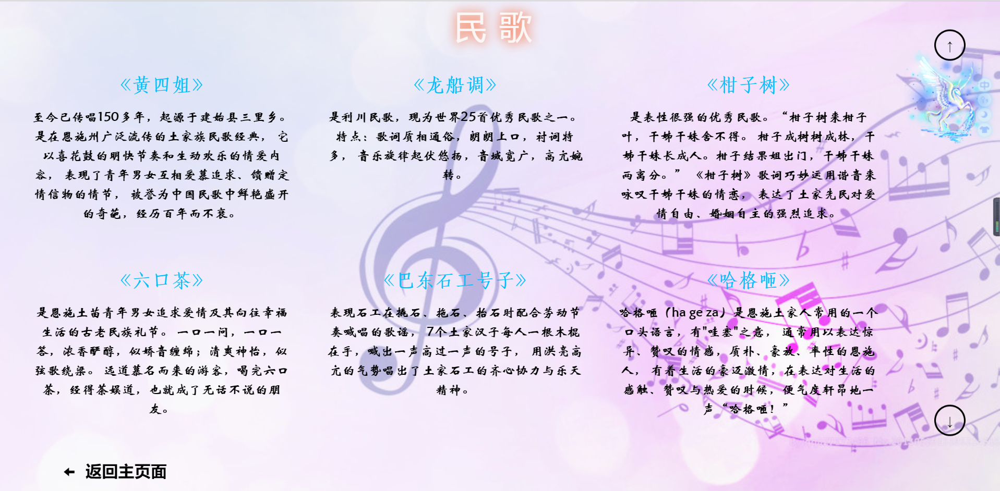 民歌
↑
《黄四姐》
至今已传唱150多年，起源于建始县三里乡。
是在恩施州广泛流传的土家族民歌经典， 它
以喜花鼓的明快节奏和生动欢乐的情爱内
容， 表现了青年男女互相爱慕追求、馈赠定
情信物的情节， 被誉为中国民歌中鲜艳盛开
的奇葩，经历百年而不衰。
《龙船调》
是利川民歌，现为世界25首优秀民歌之一。
特点：歌词质相通俗，朗朗上口，衬词特
多， 音乐旋律起伏悠扬，音域宽广，高亢婉
转。
《柑子树》
是表性很强的优秀民歌。“柑子树来柑子
叶，干姊干妹舍不得。 柑子成树树成林，干
姊干妹长成人。柑子结果姐出门，干姊干妹
两离分。” 《柑子树》歌词巧妙运用谐音来
咏叹干姊干妹的情恋， 表达了土家先民对爱
情自由、婚姻自主的强烈追求。
中
《六口茶》
是恩施土苗青年男女追求爱情及其向往幸福
生活的古老民族礼节。 一口一问，一口一
答，浓香酽醇，似娇音缠绵；清爽神怡，似
弦歌绕梁。 远道慕名而来的游客，喝完六口
茶，经得茶娱道，也就成了无话不说的朋
友。
《巴东石工号子》
表现石工在撬石、拖石、抬石时配合劳动节
奏喊唱的歌谣， 7个土家汉子每人一根木棍
在手，喊出一声高过一声的号子， 用洪亮高
亢的气势唱出了土家石工的齐心协力与乐天
精神。
《哈格咂》
哈格咂（ha ge za）是恩施土家人常用的一个
口头语言，有"哇塞"之意， 通常用以表达惊
异、赞叹的情感，质朴、豪放、率性的恩施
人， 有着生活的豪迈激情，在表达对生活的
感触、赞叹与热爱的时候，便气度轩昂地一
声“哈格咂！”
↓
← 返回主页面